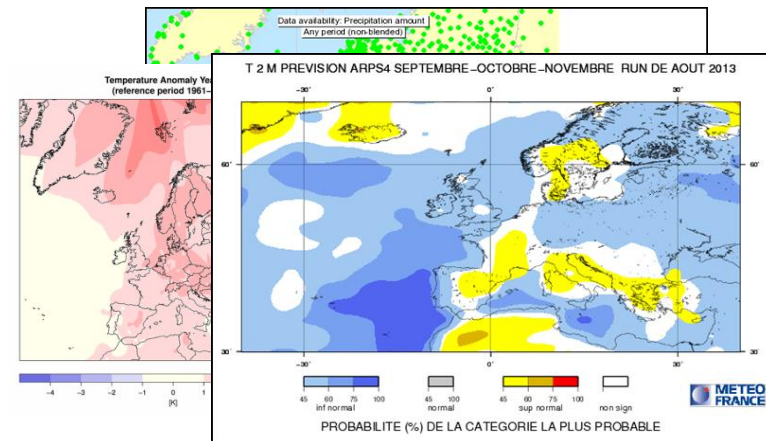 Data availability: Precipitation amount
Any period (non-blended)
Temperature Anomaly Yea
(reference period 1961–
-4 -3 -2 -1 0 1
[K]
T 2 M PREVISION ARPS4 SEPTEMBRE-OCTOBRE-NOVEMBRE RUN DE AOUT 2013
-30° 0° 30°
60° 60°
30° 30°
-30° 0° 30°
45 60 75 100 45 100 45 60 75 100
inf normal normal sup normal non sign
METEO
FRANCE
PROBABILITE (%) DE LA CATEGORIE LA PLUS PROBABLE